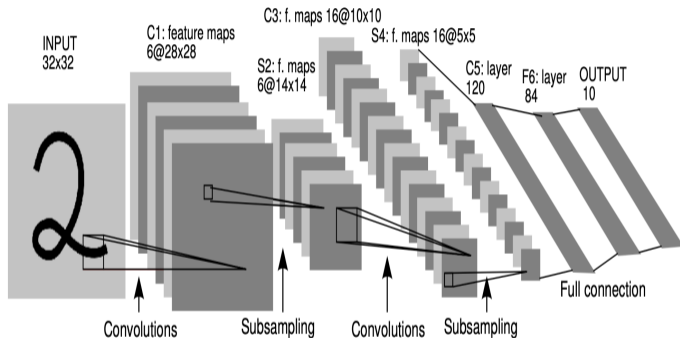 INPUT
32x32
C1: feature maps
6@28x28
S2: f. maps
6@14x14
C3: f. maps 16@10x10
S4: f. maps 16@5x5
C5: layer
120
F6: layer
84
OUTPUT
10
2
Convolutions
Subsampling
Convolutions
Subsampling
Full connection